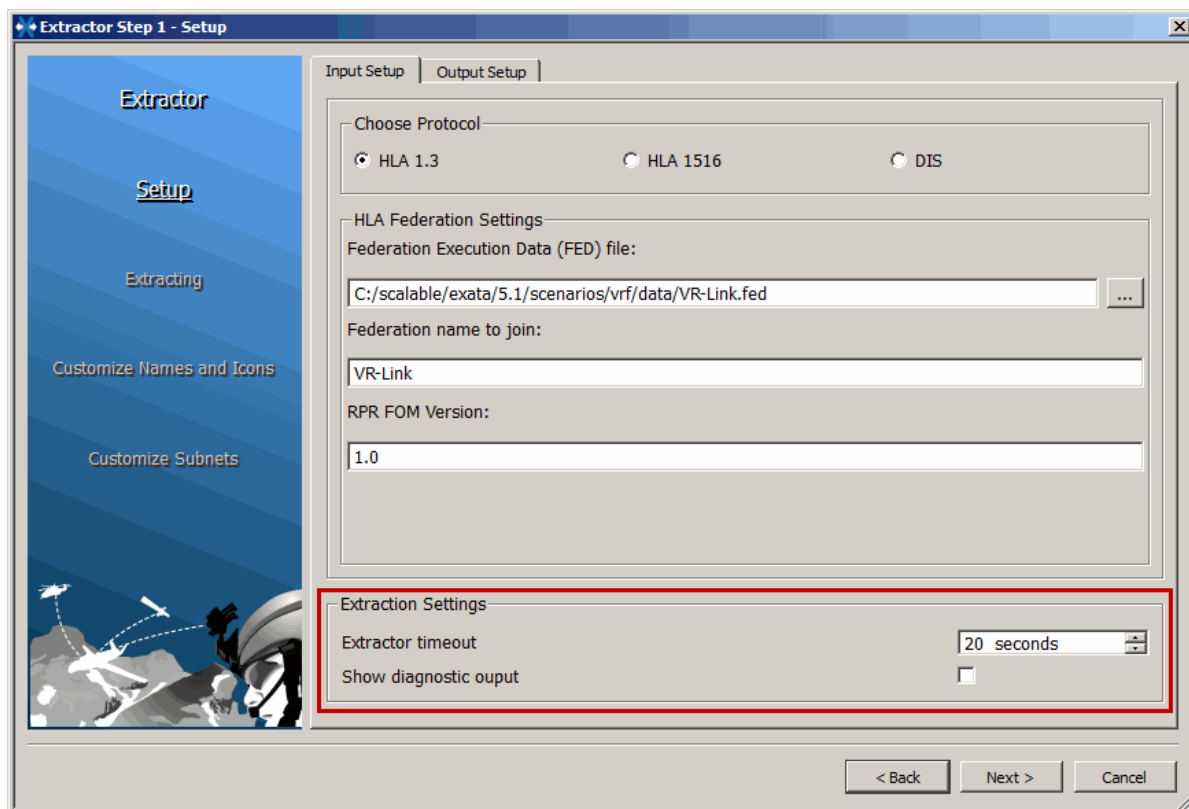 Extractor Step 1 - Setup
Extractor
Setup
Extracting
Customize Names and Icons
Customize Subnets
Input Setup
Output Setup
Choose Protocol
HLA 1.3
HLA 1516
DIS
HLA Federation Settings
Federation Execution Data (FED) file:
C:/scalable/exata/5.1/scenarios/vrf/data/VR-Link.fed
...
Federation name to join:
VR-Link
RPR FOM Version:
1.0
Extraction Settings
Extractor timeout
20 seconds
Show diagnostic ouput
< Back
Next >
Cancel